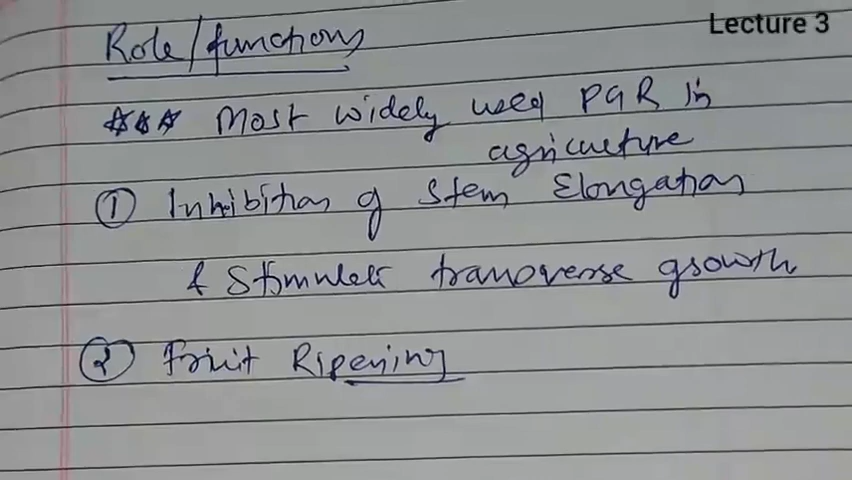 Lecture 3
Role/functions
*** Most widely used PGR in
agriculture
① Inhibition of Stem Elongation
& Stimulate transverse growth
② Fruit Ripening